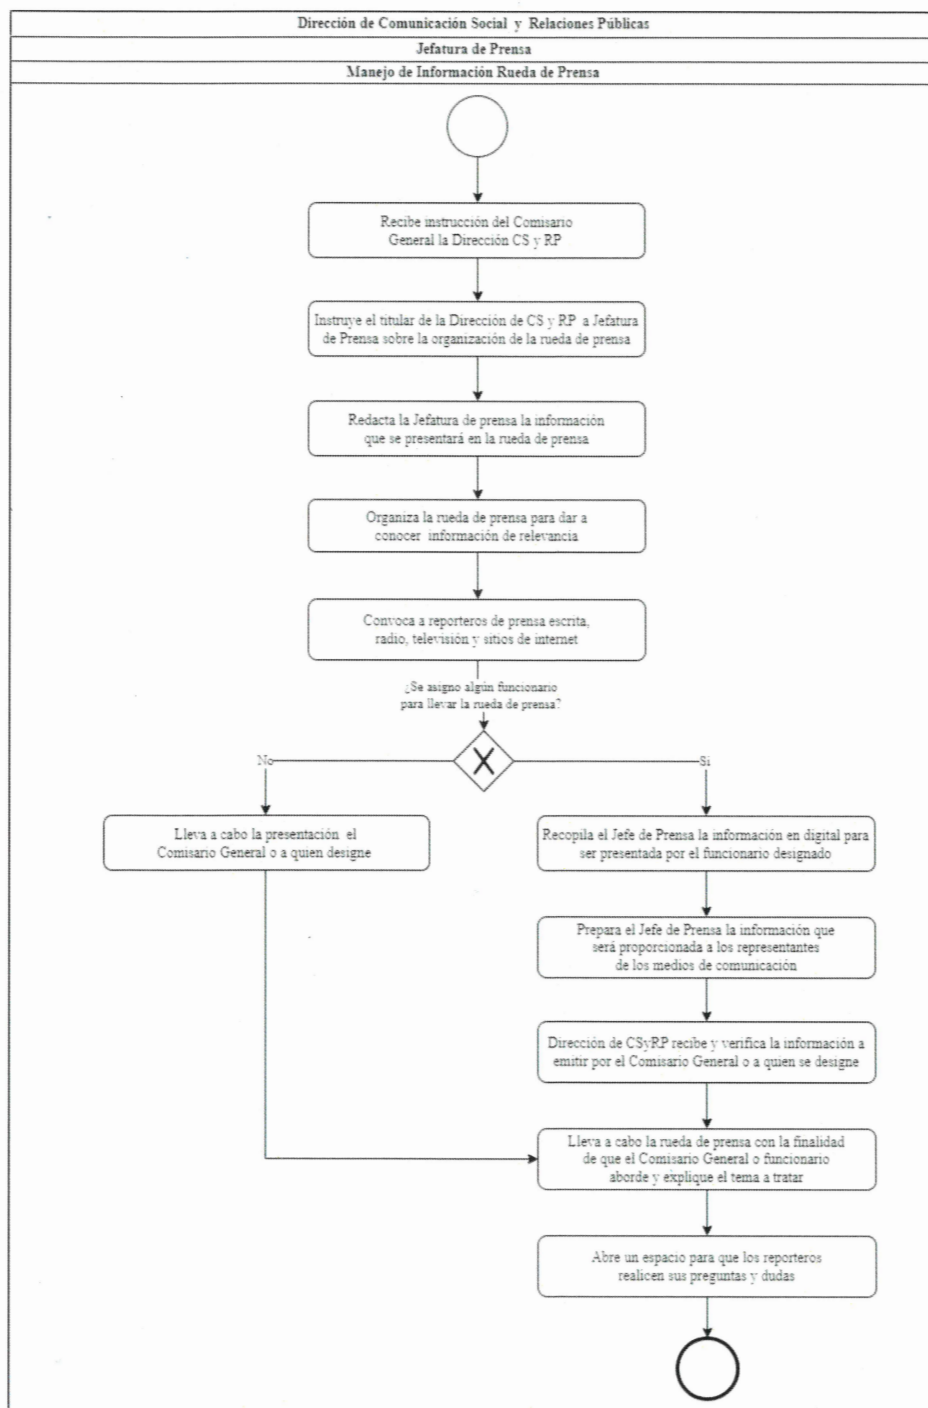 Dirección de Comunicación Social y Relaciones Públicas
Jefatura de Prensa
Manejo de Información Rueda de Prensa
Recibe instrucción del Comisario
General la Dirección CS y RP
Instruye el titular de la Dirección de CS y RP a Jefatura
de Prensa sobre la organización de la rueda de prensa
Redacta la Jefatura de prensa la información
que se presentará en la rueda de prensa
Organiza la rueda de prensa para dar a
conocer información de relevancia
Convoca a reporteros de prensa escrita,
radio, televisión y sitios de internet
¿Se asigno algún funcionario
para llevar la rueda de prensa?
No
Si
Lleva a cabo la presentación el
Comisario General o a quien designe
Recopila el Jefe de Prensa la información en digital para
ser presentada por el funcionario designado
Prepara el Jefe de Prensa la información que
será proporcionada a los representantes
de los medios de comunicación
Dirección de CSyRP recibe y verifica la información a
emitir por el Comisario General o a quien se designe
Lleva a cabo la rueda de prensa con la finalidad
de que el Comisario General o funcionario
aborde y explique el tema a tratar
Abre un espacio para que los reporteros
realicen sus preguntas y dudas